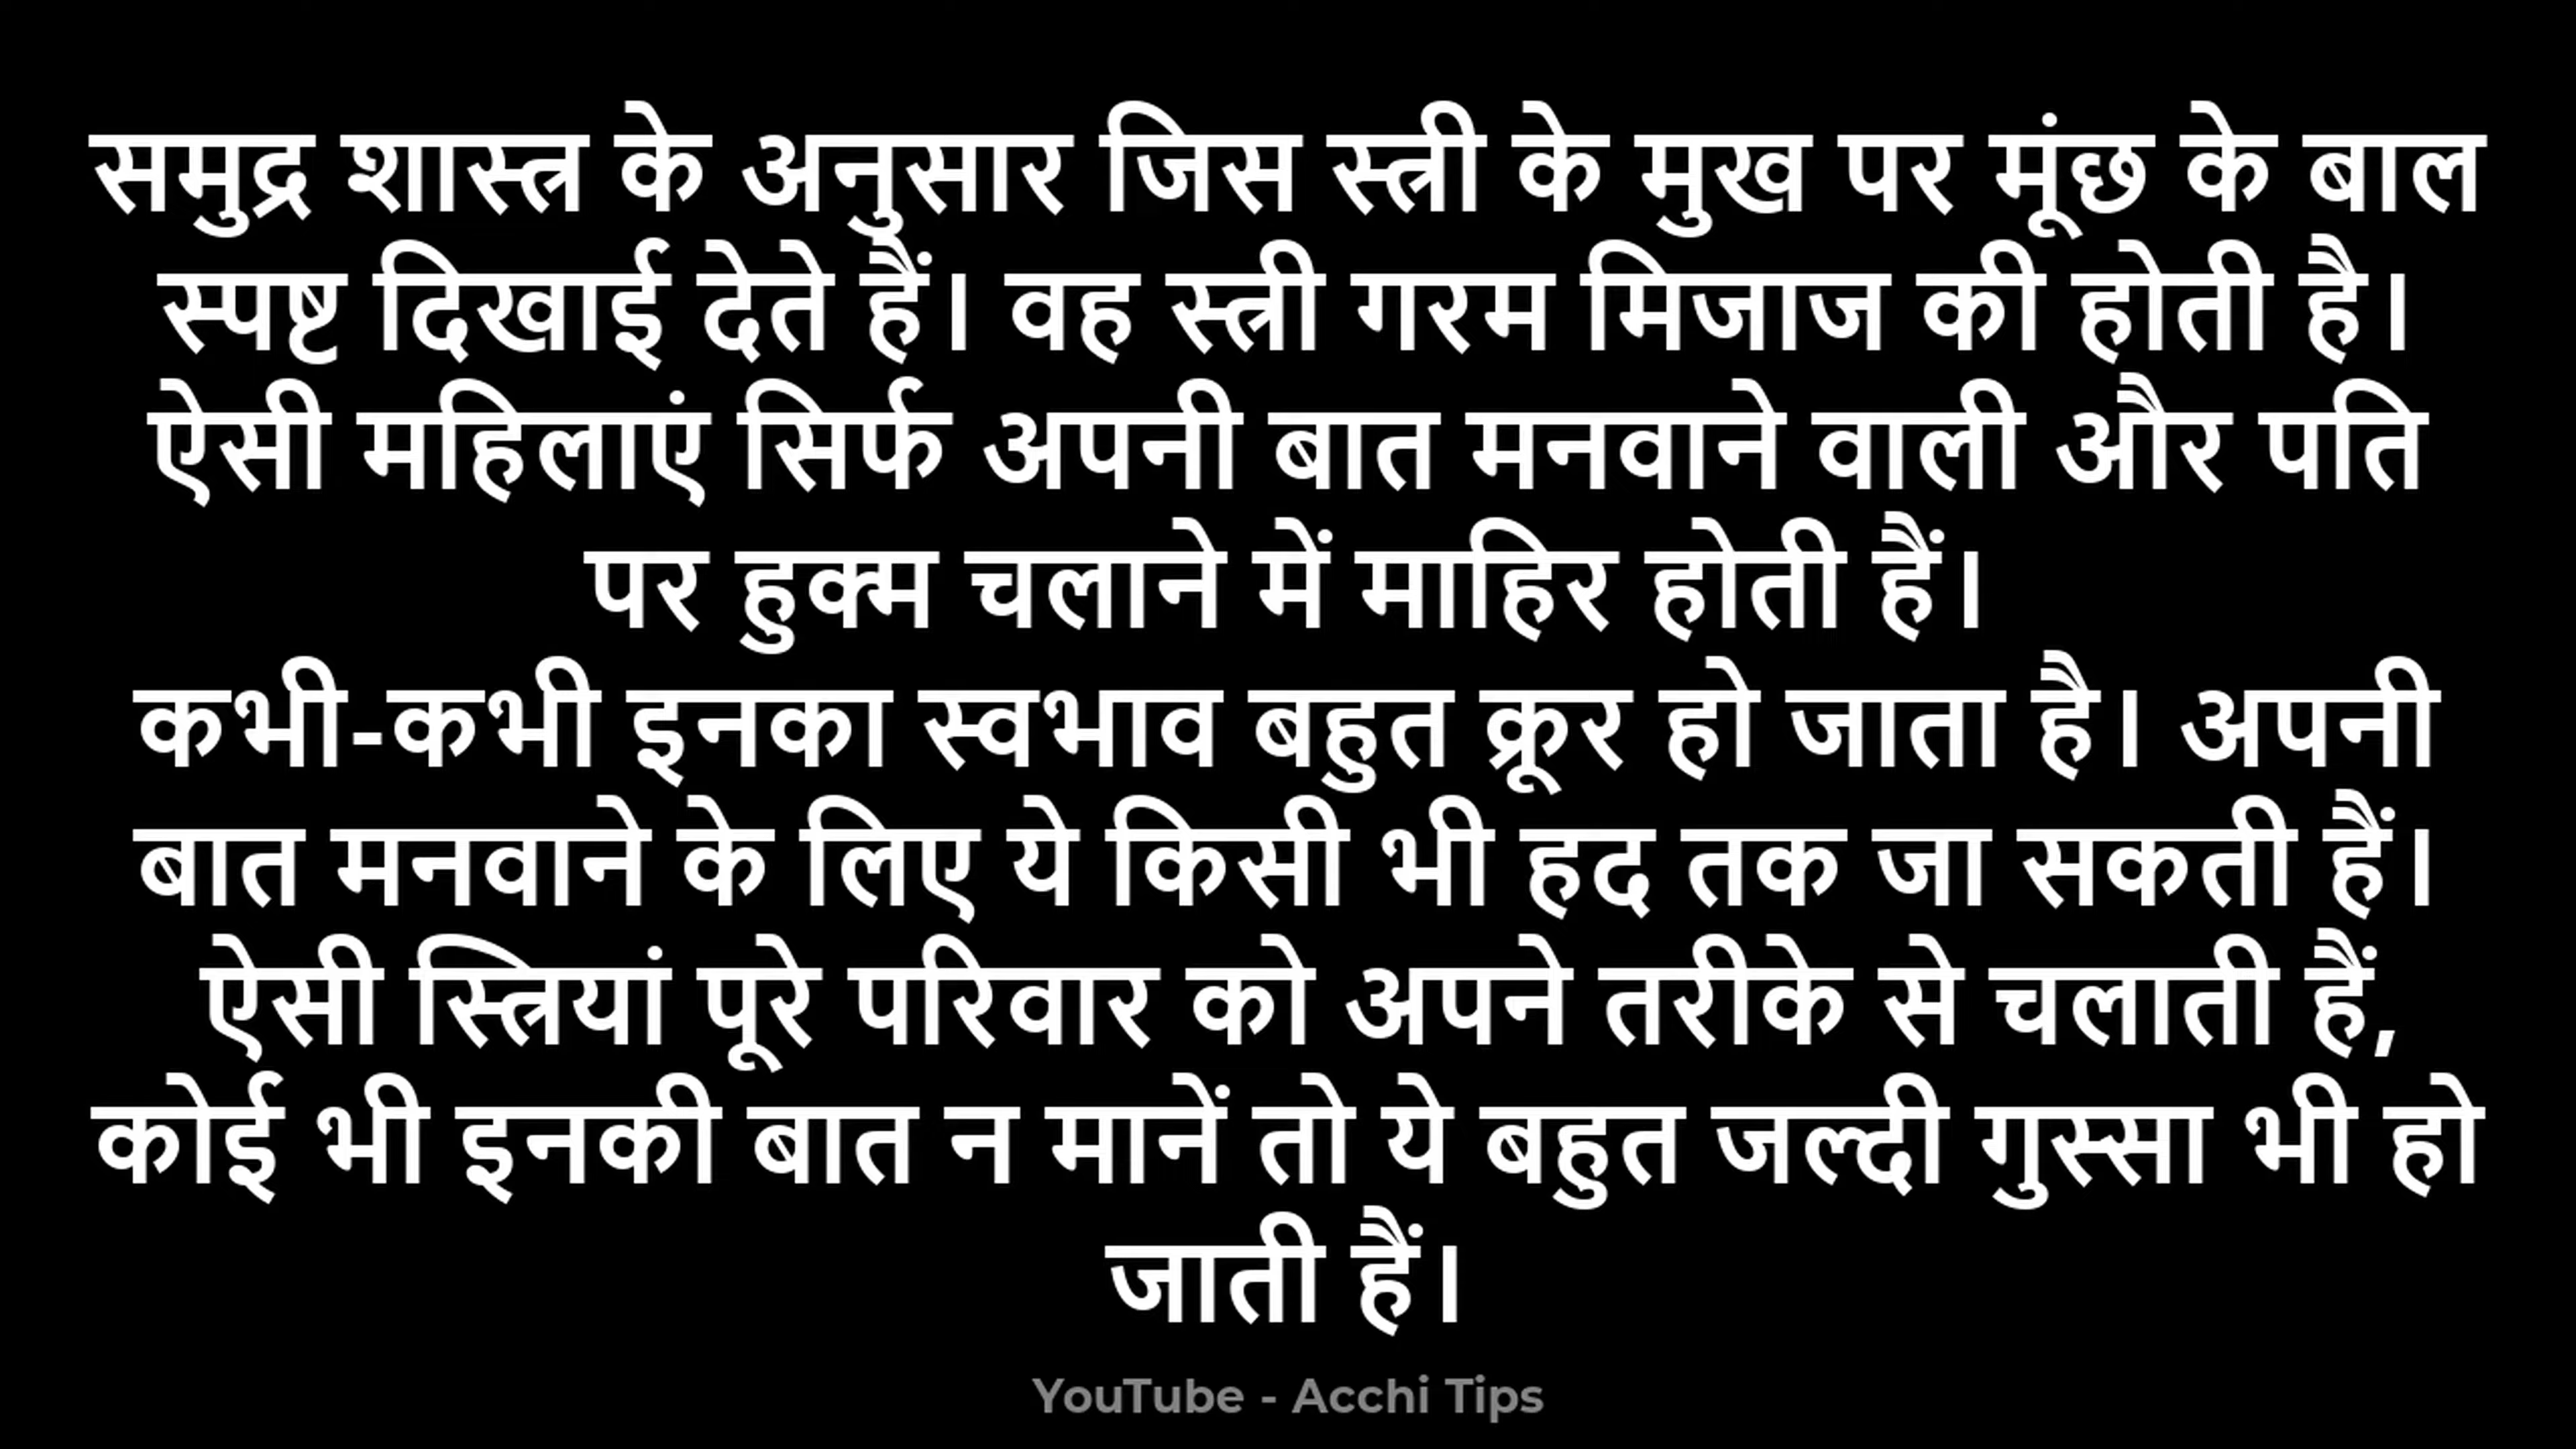 समुद्र शास्त्र के अनुसार जिस स्त्री के मुख पर मूंछ के बाल
स्पष्ट दिखाई देते हैं। वह स्त्री गरम मिजाज की होती है।
ऐसी महिलाएं सिर्फ अपनी बात मनवाने वाली और पति
पर हुक्म चलाने में माहिर होती हैं।
कभी-कभी इनका स्वभाव बहुत क्रूर हो जाता है। अपनी
बात मनवाने के लिए ये किसी भी हद तक जा सकती हैं।
ऐसी स्त्रियां पूरे परिवार को अपने तरीके से चलाती हैं,
कोई भी इनकी बात न मानें तो ये बहुत जल्दी गुस्सा भी हो
जाती हैं।
YouTube - Acchi Tips